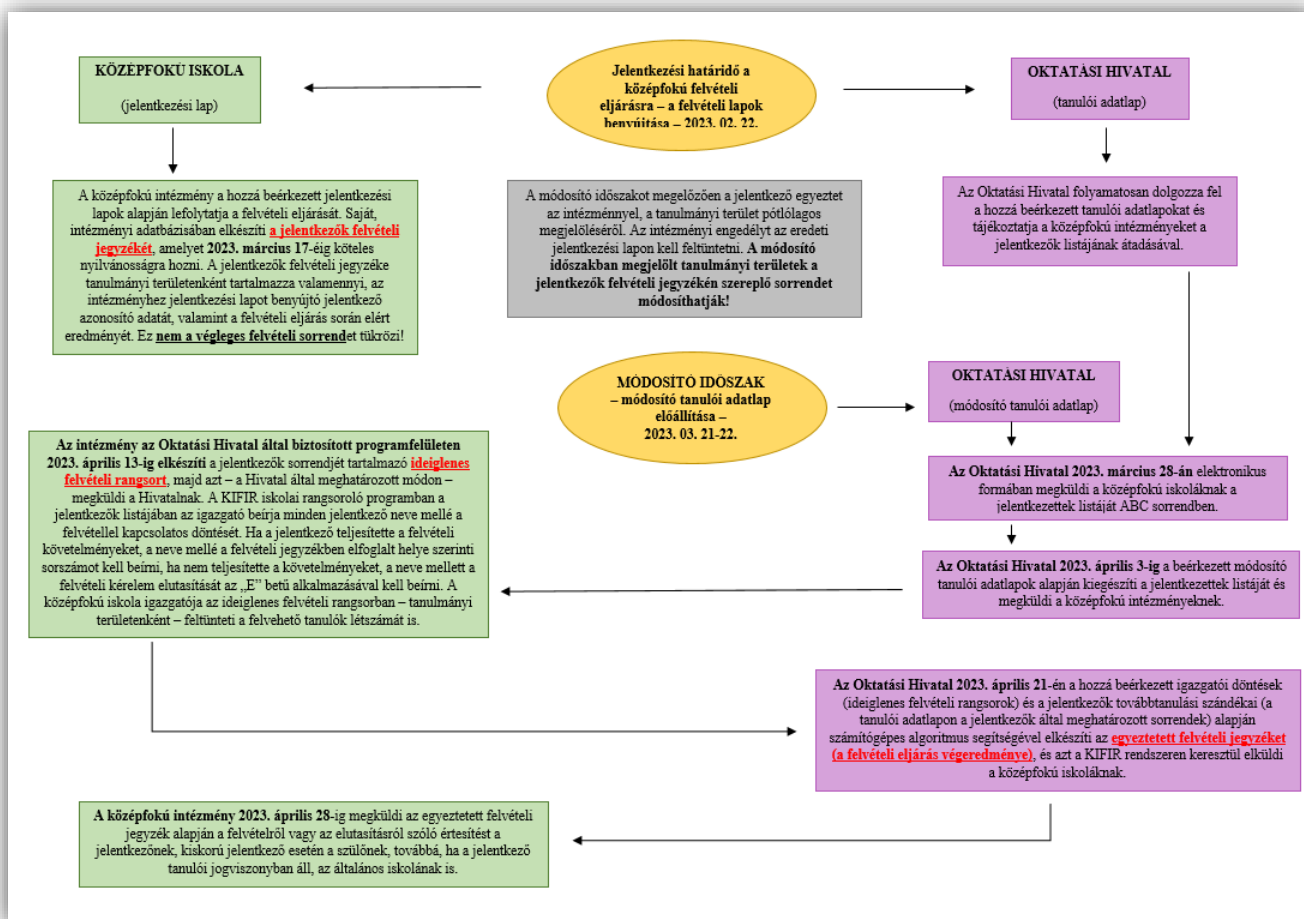 KÖZÉPFOKÚ ISKOLA
(jelentkezési lap)
Jelentkezési határidő a
középfokú felvételi
eljárásra – a felvételi lapok
benyújtása – 2023. 02. 22.
OKTATÁSI HIVATAL
(tanulói adatlap)
A középfokú intézmény a hozzá beérkezett jelentkezési
lapok alapján lefolytatja a felvételi eljárását. Saját,
intézményi adatbázisában elkészíti a jelentkezők felvételi
jegyzékét, amelyet 2023. március 17-éig köteles
nyilvánosságra hozni. A jelentkezők felvételi jegyzéke
tanulmányi területenként tartalmazza valamennyi, az
intézményhez jelentkezési lapot benyújtó jelentkező
azonosító adatát, valamint a felvételi eljárás során elért
eredményét. Ez nem a végleges felvételi sorrendet tükrözi!
A módosító időszakot megelőzően a jelentkező egyeztet
az intézménnyel, a tanulmányi terület pótlólagos
megjelöléséről. Az intézményi engedélyt az eredeti
jelentkezési lapon kell feltüntetni. A módosító
időszakban megjelölt tanulmányi területek a
jelentkezők felvételi jegyzékén szereplő sorrendet
módosíthatják!
Az Oktatási Hivatal folyamatosan dolgozza fel
a hozzá beérkezett tanulói adatlapokat és
tájékoztatja a középfokú intézményeket a
jelentkezők listájának átadásával.
MÓDOSÍTÓ IDŐSZAK
– módosító tanulói adatlap
előállítása –
2023. 03. 21-22.
OKTATÁSI HIVATAL
(módosító tanulói adatlap)
Az intézmény az Oktatási Hivatal által biztosított programfelületen
2023. április 13-ig elkészíti a jelentkezők sorrendjét tartalmazó ideiglenes
felvételi rangsort, majd azt – a Hivatal által meghatározott módon –
megküldi a Hivatalnak. A KIFIR iskolai rangsoroló programban a
jelentkezők listájában az igazgató beírja minden jelentkező neve mellé a
felvétellel kapcsolatos döntését. Ha a jelentkező teljesítette a felvételi
követelményeket, a neve mellé a felvételi jegyzékben elfoglalt helye szerinti
sorszámot kell beírni, ha nem teljesítette a követelményeket, a neve mellett a
felvételi kérelem elutasítását az „E” betű alkalmazásával kell beírni. A
középfokú iskola igazgatója az ideiglenes felvételi rangsorban – tanulmányi
területenként – feltünteti a felvehető tanulók létszámát is.
Az Oktatási Hivatal 2023. március 28-án elektronikus
formában megküldi a középfokú iskoláknak a
jelentkezettek listáját ABC sorrendben.
Az Oktatási Hivatal 2023. április 3-ig a beérkezett módosító
tanulói adatlapok alapján kiegészíti a jelentkezettek listáját és
megküldi a középfokú intézményeknek.
Az Oktatási Hivatal 2023. április 21-én a hozzá beérkezett igazgatói döntések
(ideiglenes felvételi rangsorok) és a jelentkezők továbbtanulási szándékai (a
tanulói adatlapon a jelentkezők által meghatározott sorrendek) alapján
számítógépes algoritmus segítségével elkészíti az egyeztetett felvételi jegyzéket
(a felvételi eljárás végeredménye), és azt a KIFIR rendszeren keresztül elküldi
a középfokú iskoláknak.
A középfokú intézmény 2023. április 28-ig megküldi az egyeztetett felvételi
jegyzék alapján a felvételről vagy az elutasításról szóló értesítést a
jelentkezőnek, kiskorú jelentkező esetén a szülőnek, továbbá, ha a jelentkező
tanulói jogviszonyban áll, az általános iskolának is.